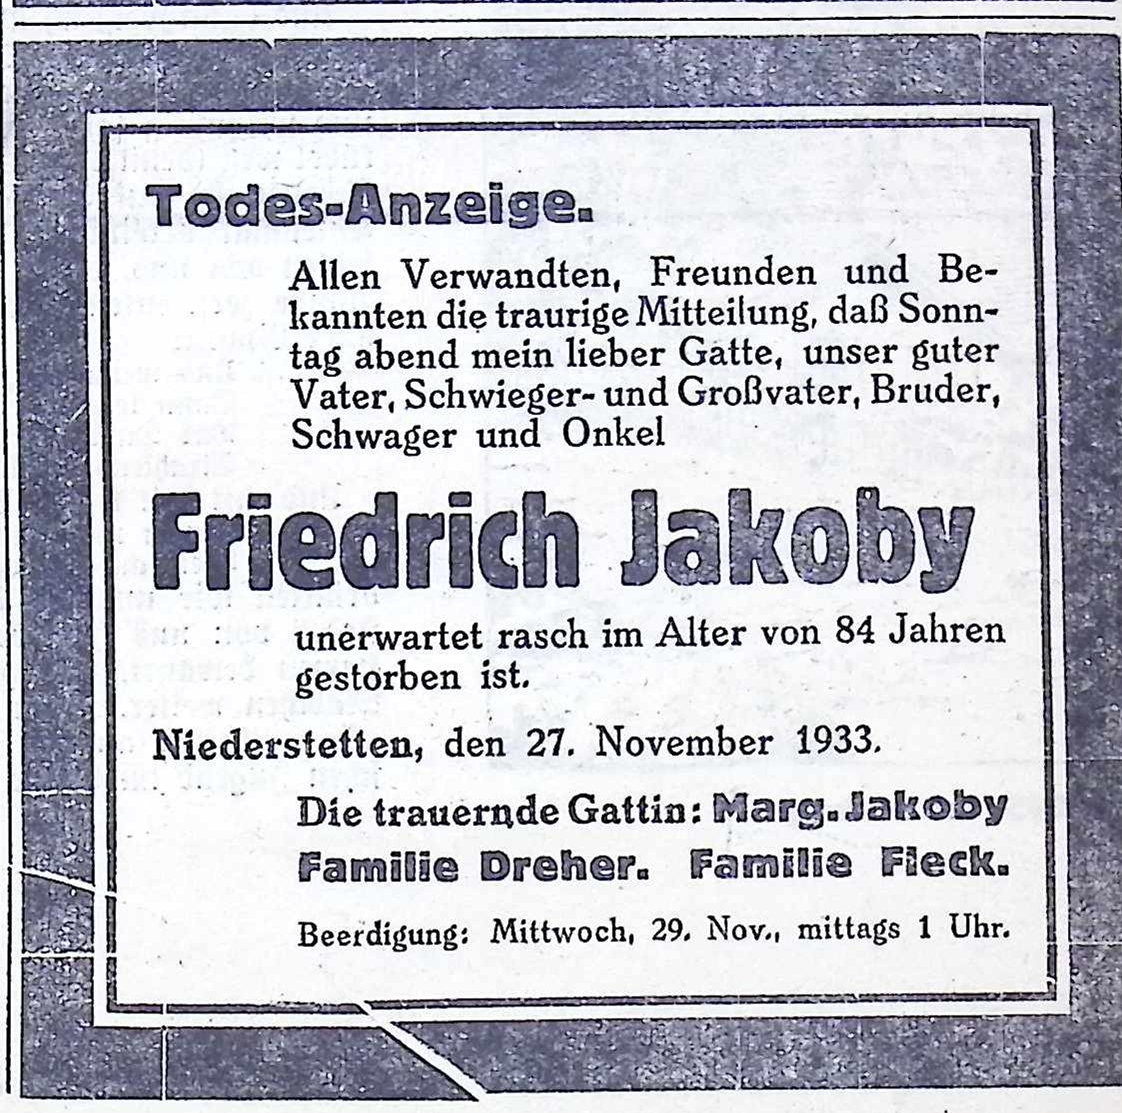 Todes-Anzeige.
Allen Verwandten, Freunden und Be-
kannten die traurige Mitteilung, daß Sonn-
tag abend mein lieber Gatte, unser guter
Vater, Schwieger- und Großvater, Bruder,
Schwager und Onkel
Friedrich Jakoby
unerwartet rasch im Alter von 84 Jahren
gestorben ist.
Niederstetten, den 27. November 1933.
Die trauernde Gattin: Marg. Jakoby
Familie Dreher. Familie Fleck.
Beerdigung: Mittwoch, 29. Nov., mittags 1 Uhr.